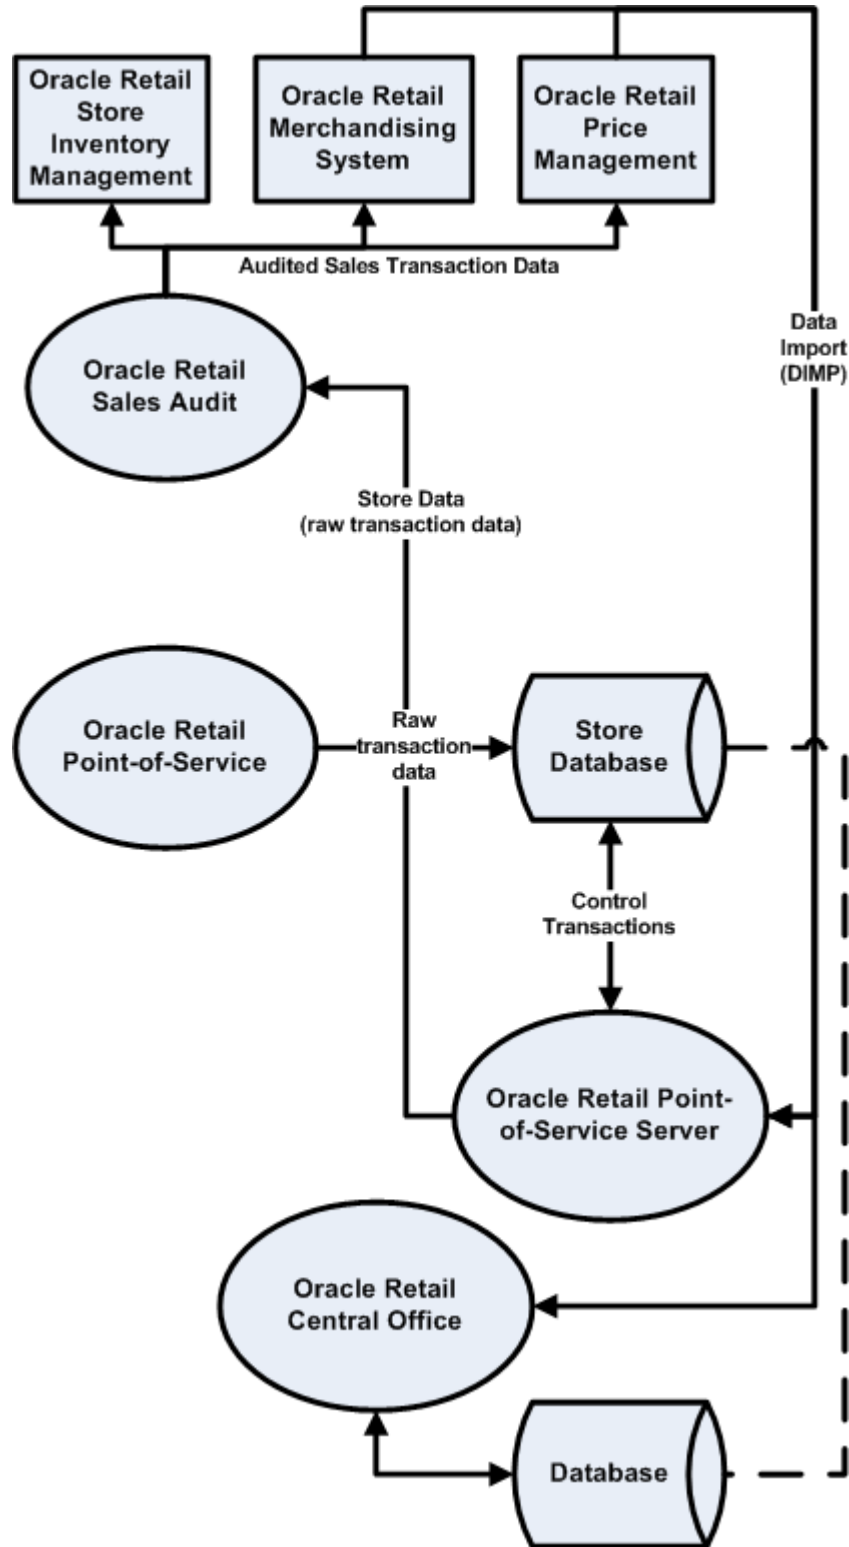 Oracle Retail
Store
Inventory
Management
Oracle Retail
Merchandising
System
Oracle Retail
Price
Management
Audited Sales Transaction Data
Data
Import
(DIMP)
Oracle Retail
Sales Audit
Store Data
(raw transaction data)
Oracle Retail
Point-of-Service
Raw
transaction
data
Store
Database
Control
Transactions
Oracle Retail Point-
of-Service Server
Oracle Retail
Central Office
Database